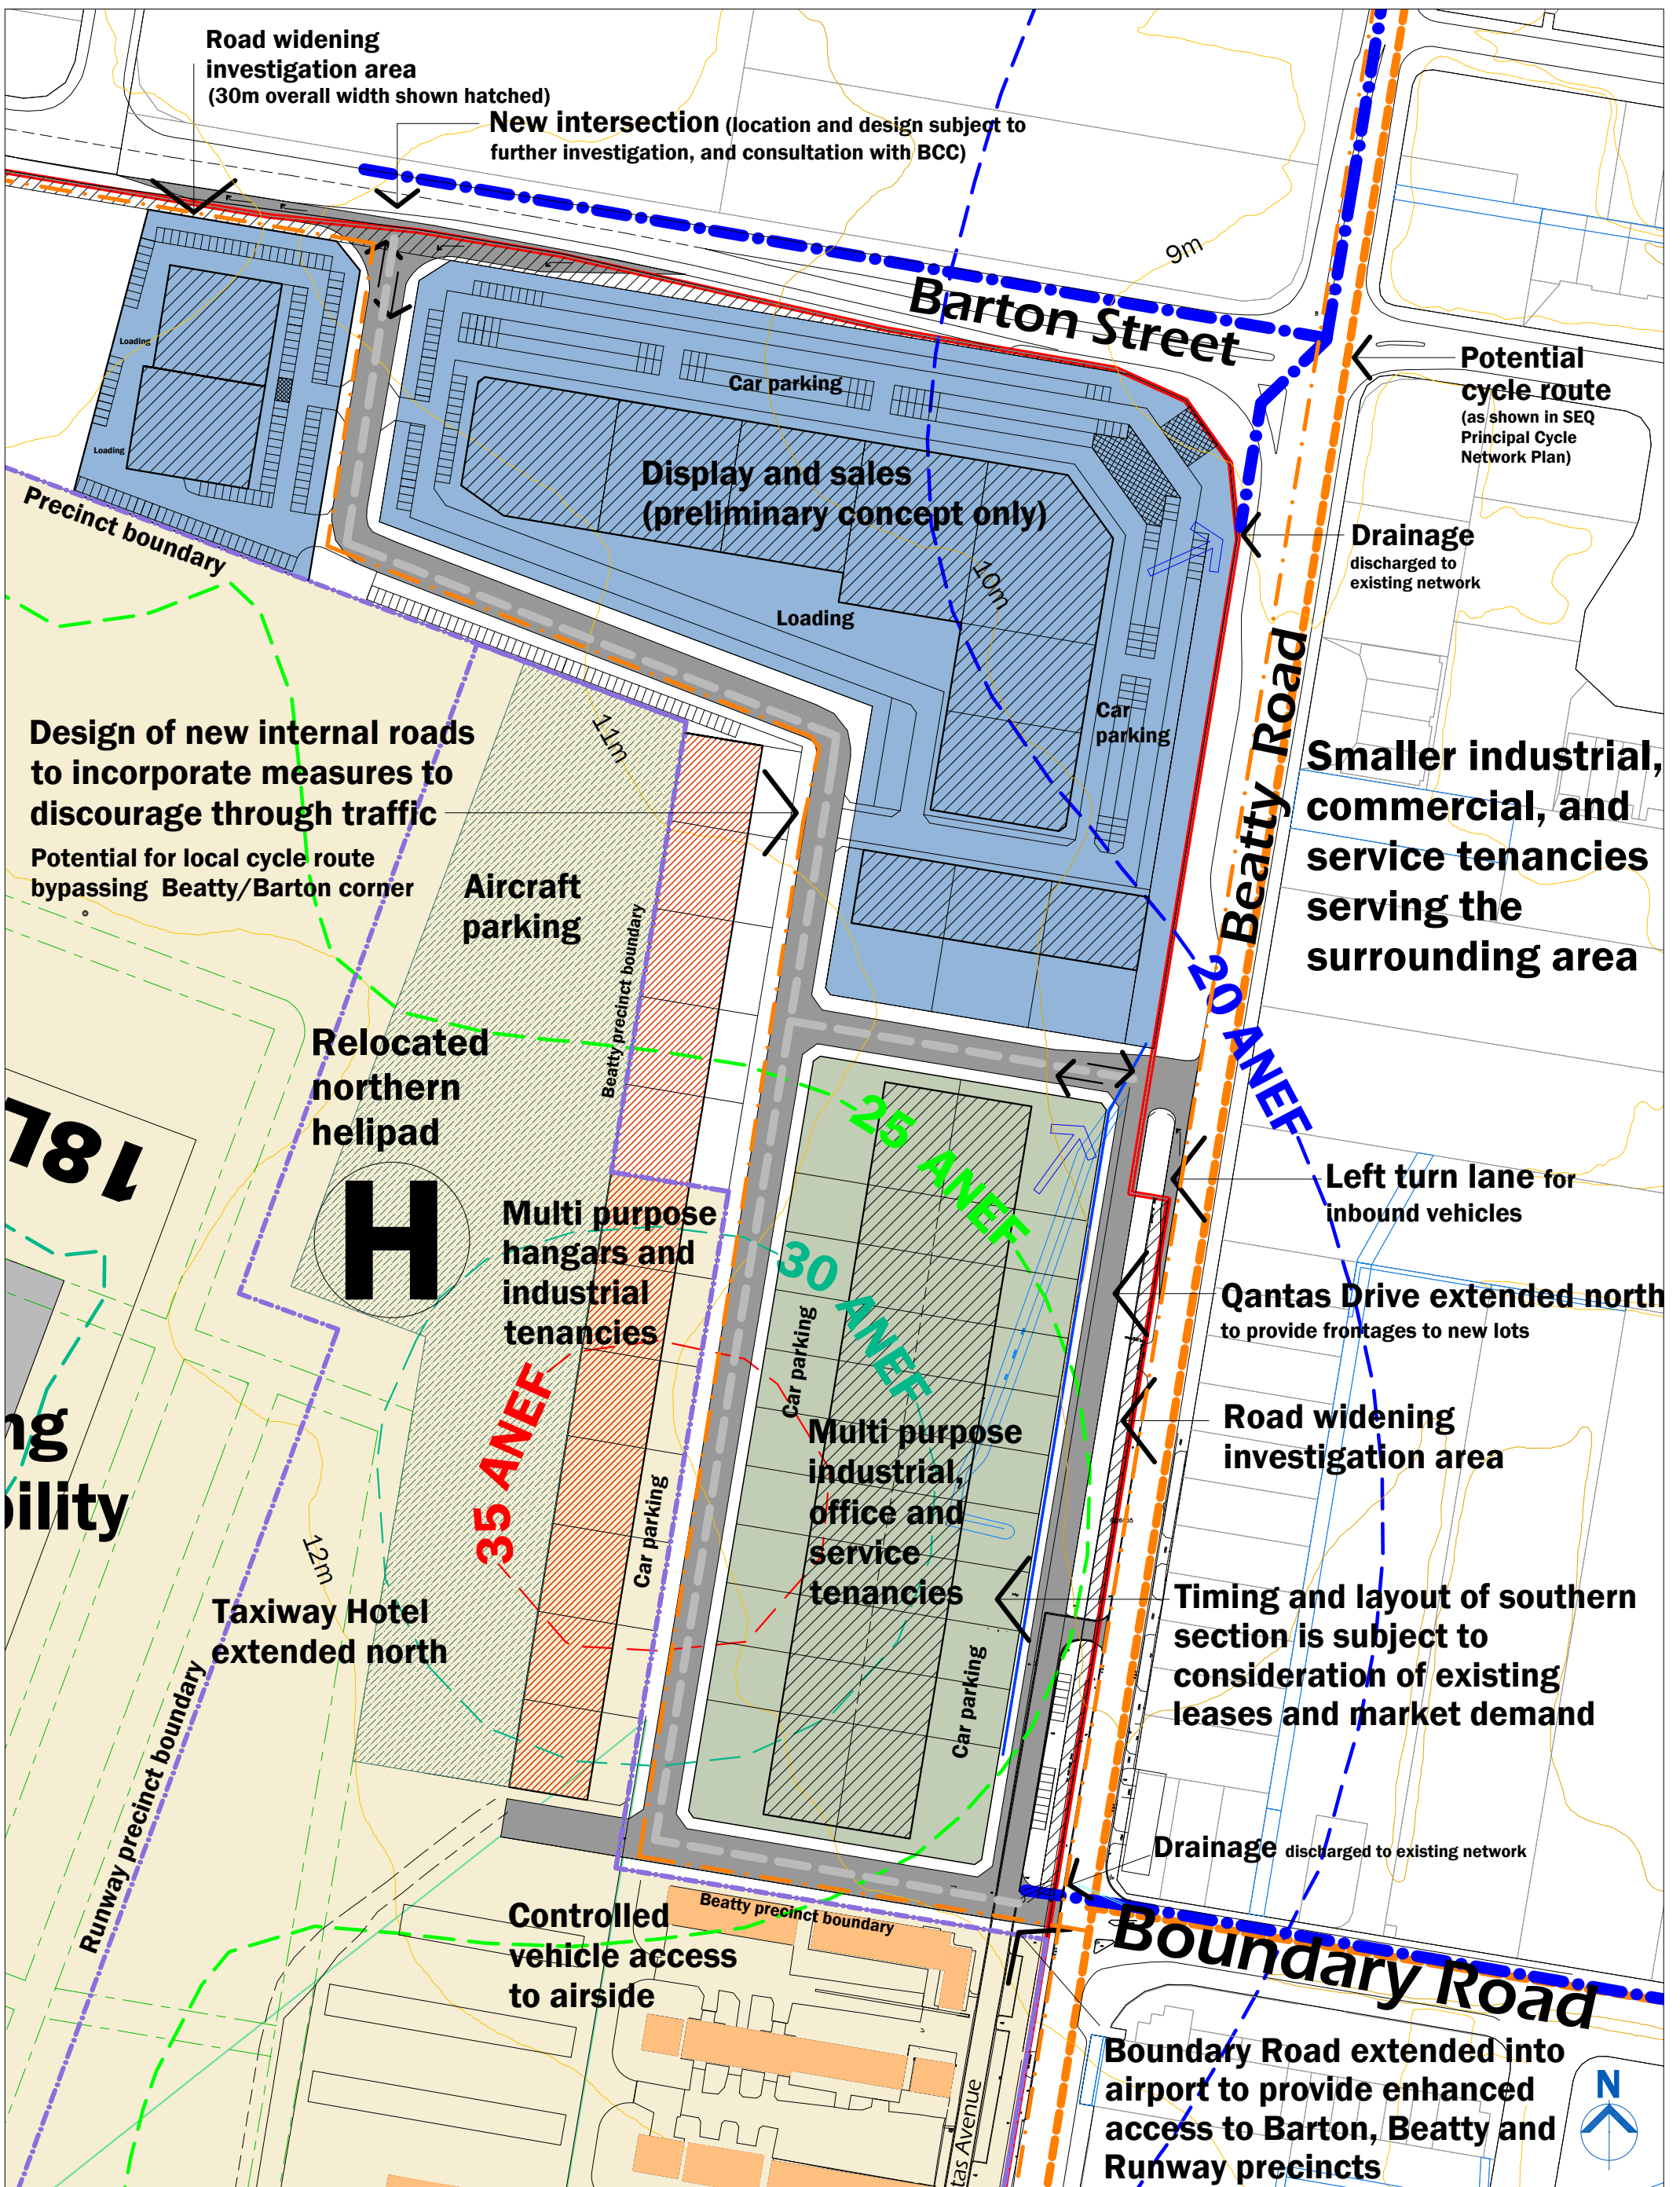 Road widening
investigation area
(30m overall width shown hatched)
New intersection (location and design subject to
further investigation, and consultation with BCC)
9m
Barton Street
Potential
cycle route
(as shown in SEQ
Principal Cycle
Network Plan)
Loading
Car parking
Loading
Display and sales
(preliminary concept only)
Precinct boundary
Drainage
discharged to
existing network
10m
Loading
Beatty Road
Car
parking
11m
Design of new internal roads
to incorporate measures to
discourage through traffic
Potential for local cycle route
bypassing Beatty/Barton corner
Smaller industrial,
commercial, and
service tenancies
serving the
surrounding area
Aircraft
parking
Beatty precinct boundary
20 ANEF
Relocated
northern
helipad
H
18L
25 ANEF
Left turn lane for
inbound vehicles
Multi purpose
hangars and
industrial
tenancies
30 ANEF
Qantas Drive extended north
to provide frontages to new lots
Car parking
35 ANEF
Road widening
investigation area
ng
bility
Multi purpose
industrial,
office and
service
tenancies
Car parking
12m
Taxiway Hotel
extended north
Timing and layout of southern
section is subject to
consideration of existing
leases and market demand
Car parking
Runway precinct boundary
Drainage discharged to existing network
Beatty precinct boundary
Controlled
vehicle access
to airside
Boundary Road
Boundary Road extended into
airport to provide enhanced
access to Barton, Beatty and
Runway precincts
N
tas Avenue